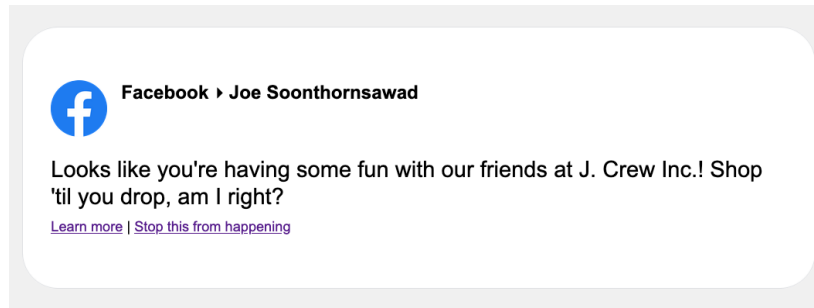 Facebook ▸ Joe Soonthornsawad
Looks like you're having some fun with our friends at J. Crew Inc.! Shop
'til you drop, am I right?
Learn more | Stop this from happening